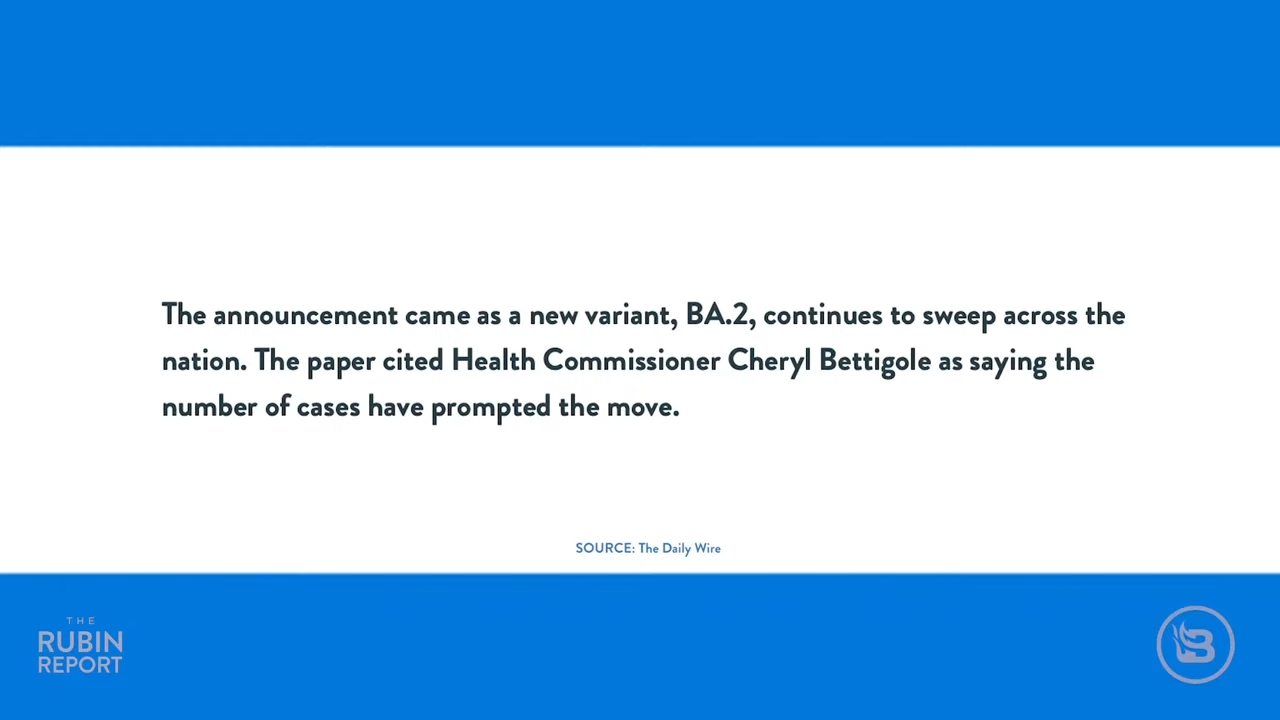 The announcement came as a new variant, BA.2, continues to sweep across the
nation. The paper cited Health Commissioner Cheryl Bettigole as saying the
number of cases have prompted the move.
SOURCE: The Daily Wire
THE
RUBIN
REPORT
B